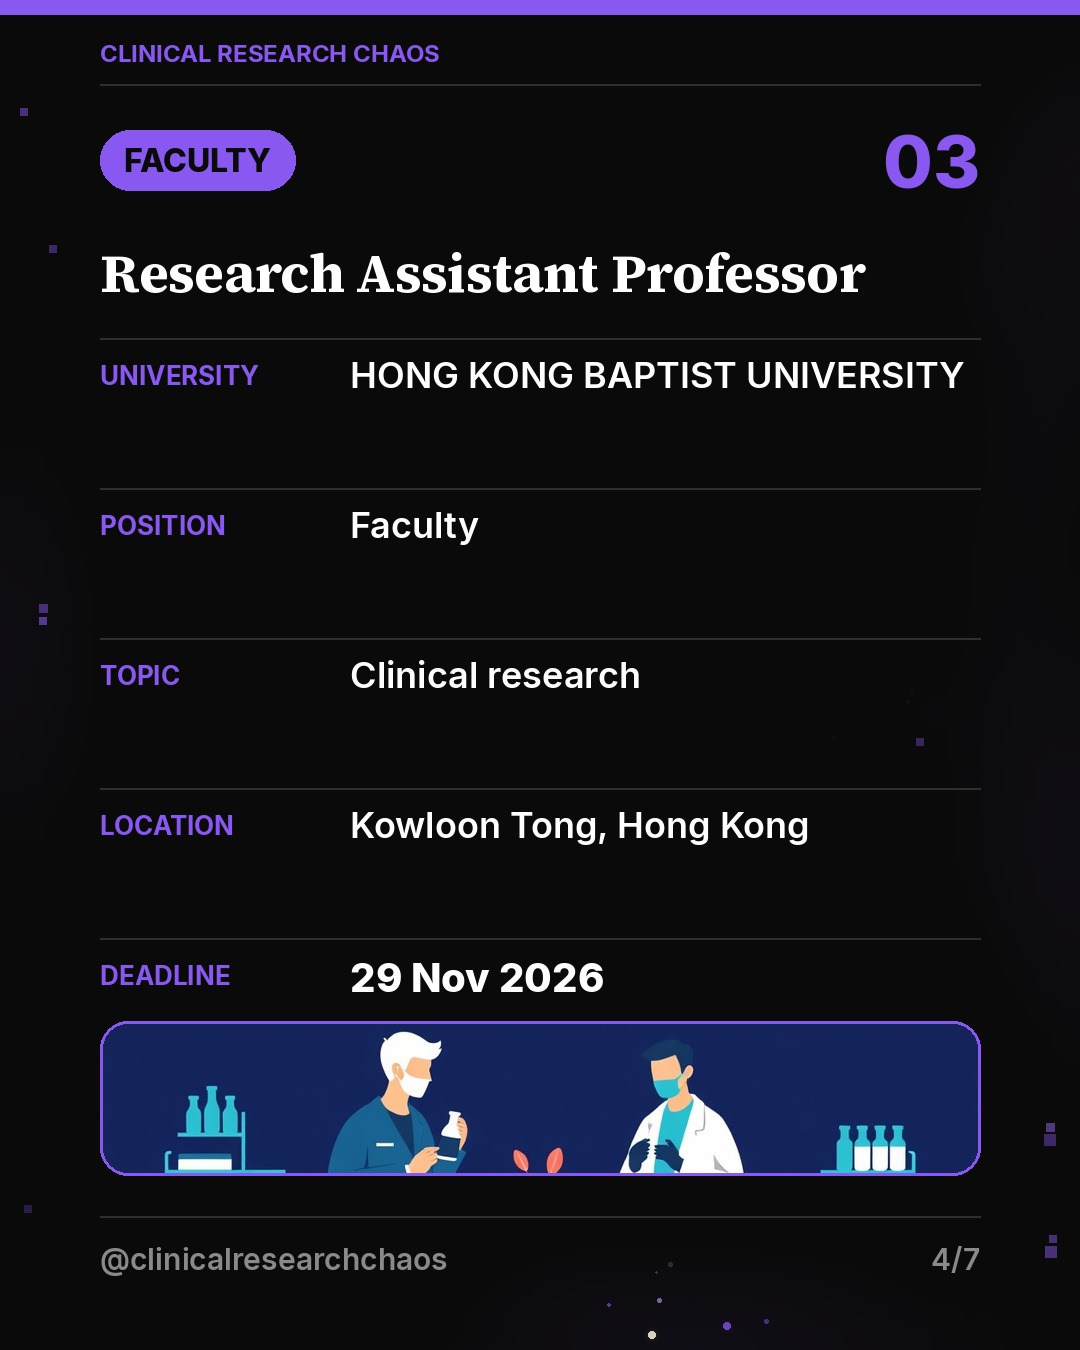 CLINICAL RESEARCH CHAOS
FACULTY
03
Research Assistant Professor
UNIVERSITY HONG KONG BAPTIST UNIVERSITY
POSITION Faculty
TOPIC Clinical research
LOCATION Kowloon Tong, Hong Kong
DEADLINE 29 Nov 2026
@clinicalresearchchaos 4/7